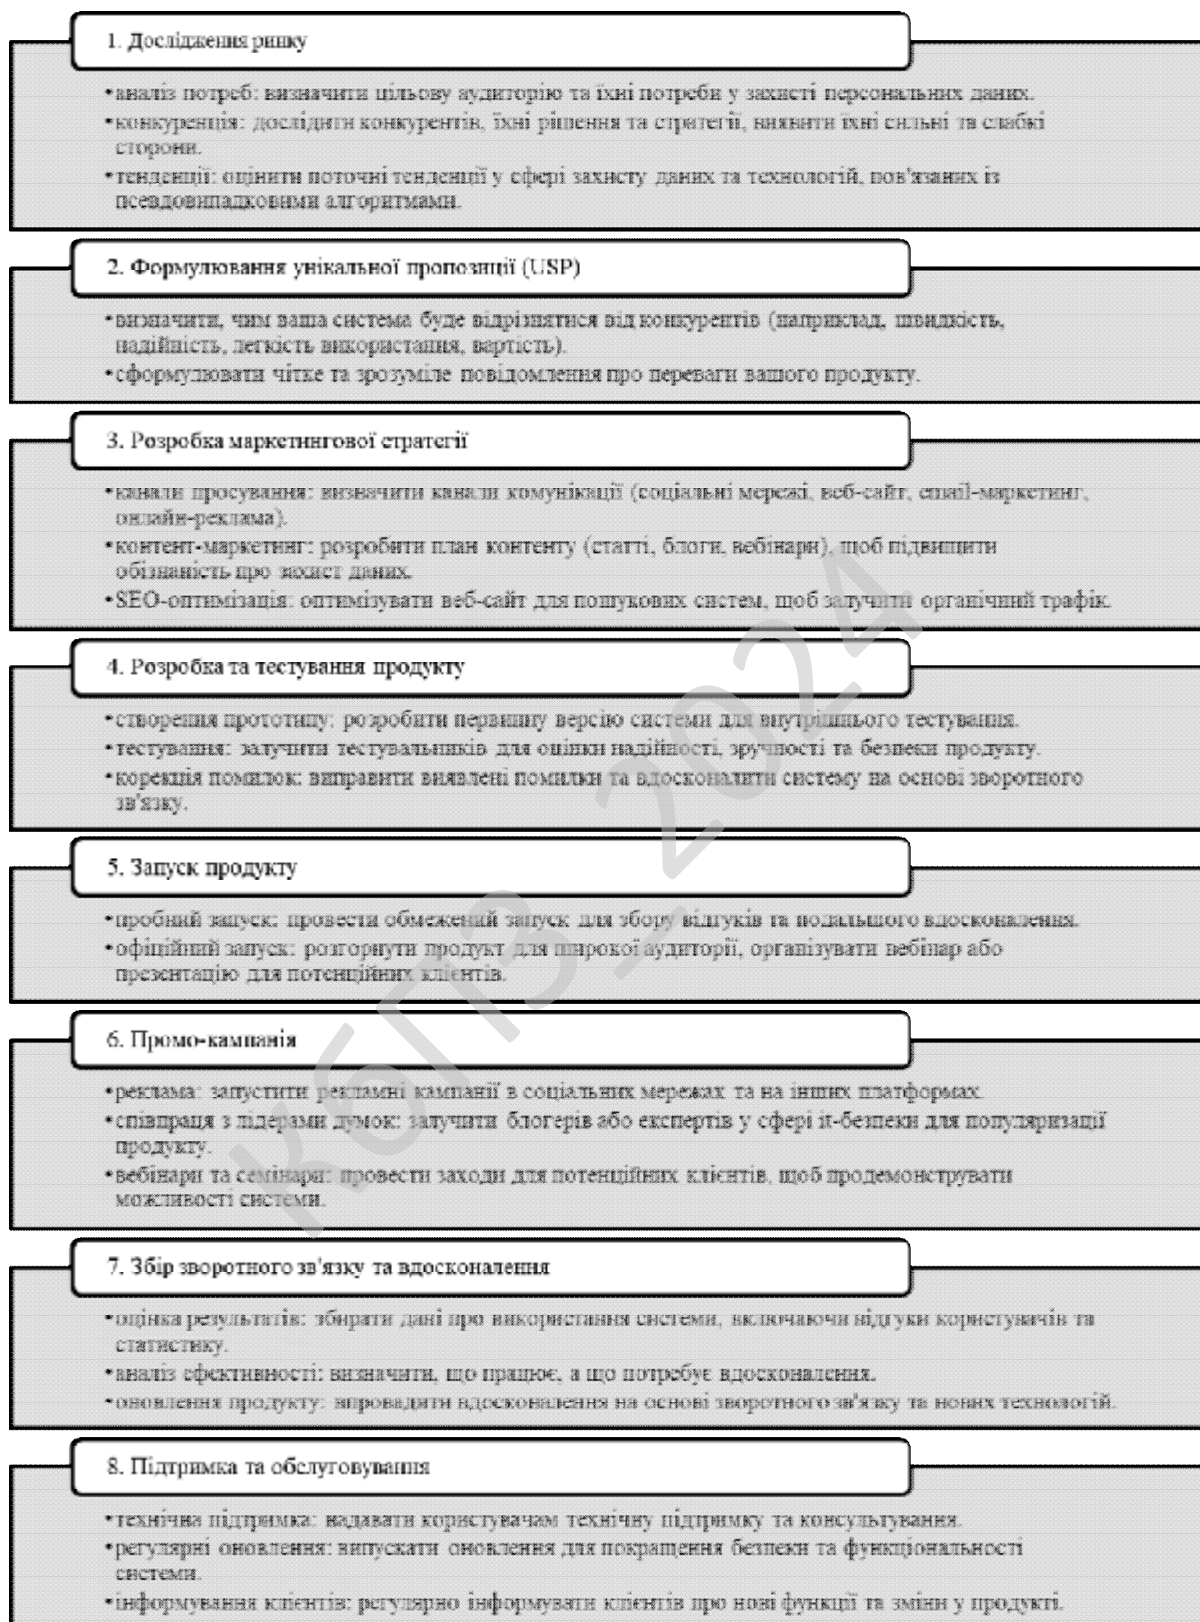 1. Дослідження ринку
•аналіз потреб: визначити цільову аудиторію та їхні потреби у захисті персональних даних.
•конкуренція: дослідити конкурентів, їхні рішення та стратегії, виявити їхні сильні та слабкі
сторони.
•тенденції: оцінити поточні тенденції у сфері захисту даних та технологій, пов'язаних із
псевдовипадковими алгоритмами.
2. Формулювання унікальної пропозиції (USP)
•визначити, чим ваша система буде відрізнятися від конкурентів (наприклад, швидкість,
надійність, легкість використання, вартість).
•сформулювати чітке та зрозуміле повідомлення про переваги вашого продукту.
3. Розробка маркетингової стратегії
•канали просування: визначити канали комунікації (соціальні мережі, веб-сайт, email-маркетинг,
онлайн-реклама).
•контент-маркетинг: розробити план контенту (статті, блоги, вебінари), щоб підвищити
обізнаність про захист даних.
•SEO-оптимізація: оптимізувати веб-сайт для пошукових систем, щоб залучити органічний трафік.
4. Розробка та тестування продукту
•створення прототипу: розробити первинну версію системи для внутрішнього тестування.
•тестування: залучити тестувальників для оцінки надійності, зручності та безпеки продукту.
•корекція помилок: виправити виявлені помилки та вдосконалити систему на основі зворотного
зв'язку.
5. Запуск продукту
•пробний запуск: провести обмежений запуск для збору відгуків та подальшого вдосконалення.
•офіційний запуск: розгорнути продукт для широкої аудиторії, організувати вебінар або
презентацію для потенційних клієнтів.
6. Промо-кампанія
•реклама: запустити рекламні кампанії в соціальних мережах та на інших платформах.
•співпраця з лідерами думок: залучити блогерів або експертів у сфері іt-безпеки для популяризації
продукту.
•вебінари та семінари: провести заходи для потенційних клієнтів, щоб продемонструвати
можливості системи.
7. Збір зворотного зв'язку та вдосконалення
•оцінка результатів: збирати дані про використання системи, включаючи відгуки користувачів та
статистику.
•аналіз ефективності: визначити, що працює, а що потребує вдосконалення.
•оновлення продукту: впровадити вдосконалення на основі зворотного зв'язку та нових технологій.
8. Підтримка та обслуговування
•технічна підтримка: надавати користувачам технічну підтримку та консультування.
•регулярні оновлення: випускати оновлення для покращення безпеки та функціональності
системи.
•інформування клієнтів: регулярно інформувати клієнтів про нові функції та зміни у продукті.
КБПЗ_2024